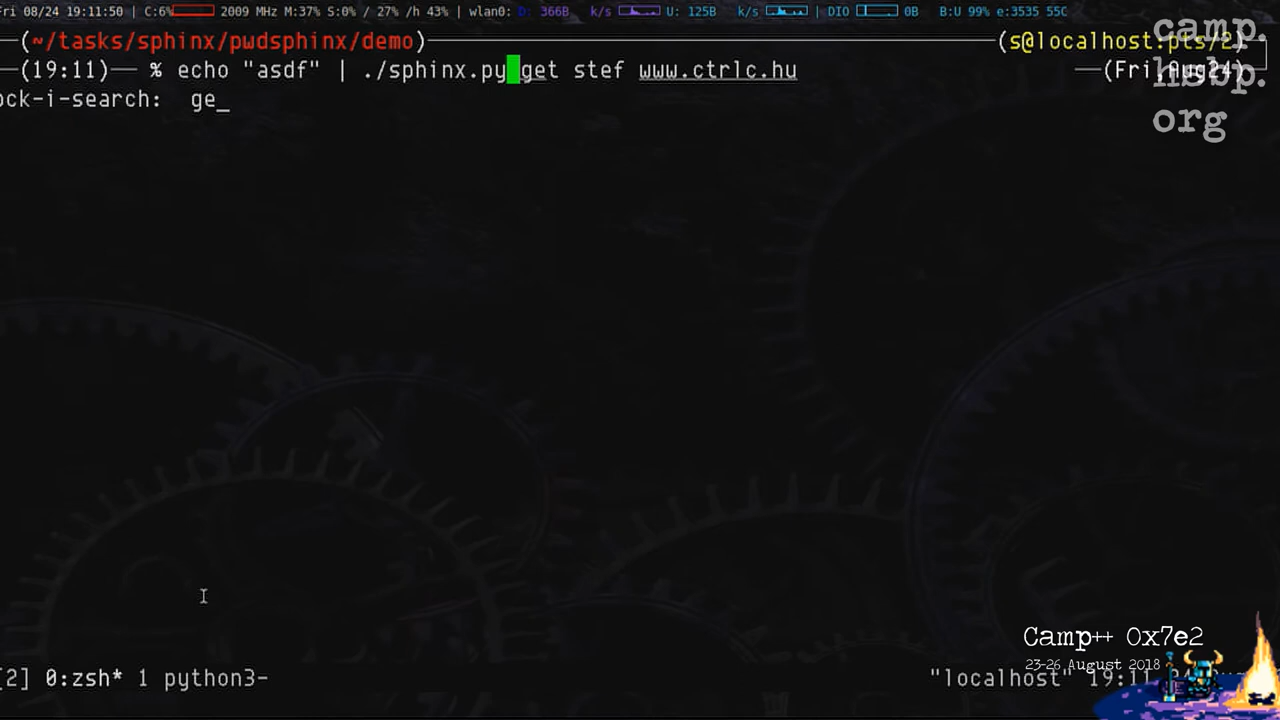 Fri 08/24 19:11:50 | C:6% 2009 MHz M:37% S:0% / 27% /h 43% | wlan0: D: 366B k/s U: 125B k/s | DIO 0B B:U 99% e:3535 55C
(~/tasks/sphinx/pwdsphinx/demo) (s@localhost:pts/2)
(19:11) % echo "asdf" | ./sphinx.py get stef www.ctrlc.hu (Fri,Aug24)
ock-i-search: ge_
camp.
hsbp.
org
Camp++ 0x7e2
23-26 August 2018
[2] 0:zsh* 1 python3- "localhost" 19:11